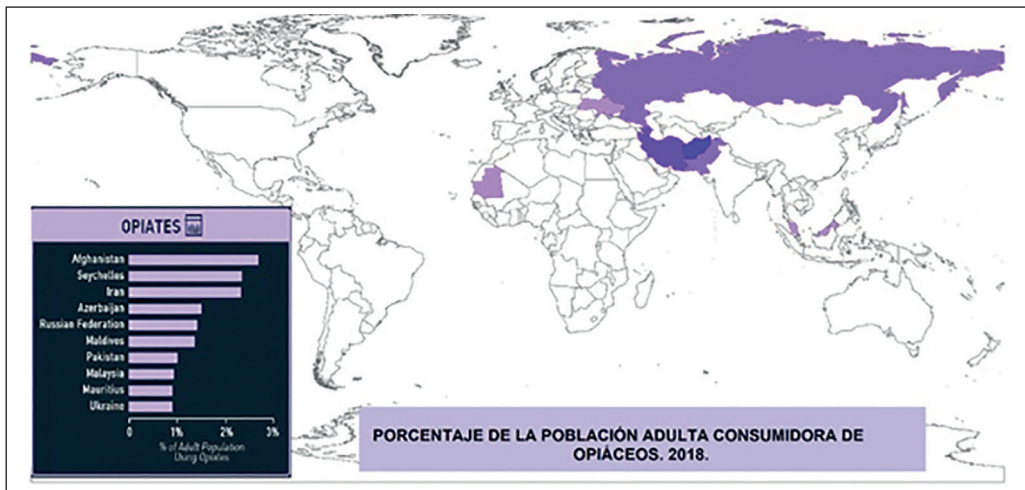 OPIATES
Afghanistan
Seychelles
Iran
Azerbaijan
Russian Federation
Maldives
Pakistan
Malaysia
Mauritius
Ukraine
0 1% 2% 3%
% of Adult Population
Using Opiates
PORCENTAJE DE LA POBLACIÓN ADULTA CONSUMIDORA DE
OPIÁCEOS. 2018.